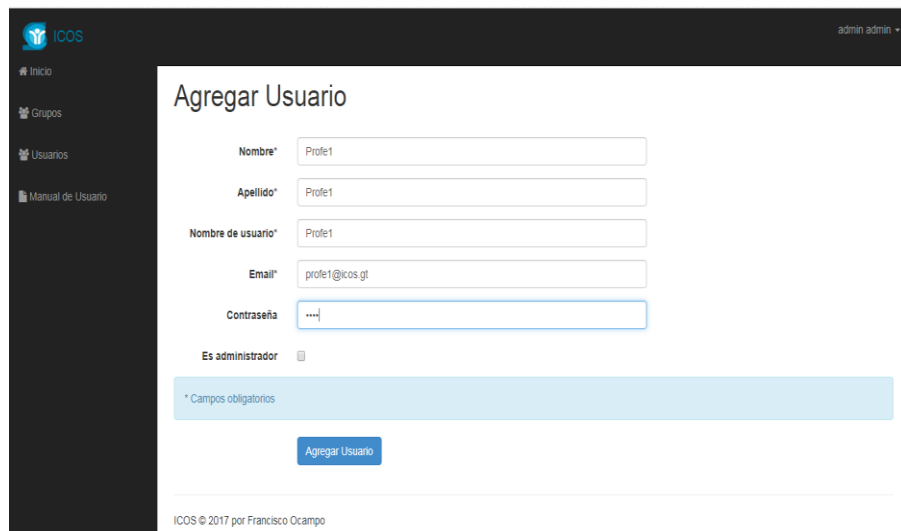 ICOS
admin admin
Inicio
Grupos
Usuarios
Manual de Usuario
Agregar Usuario
Nombre* Profe1
Apellido* Profe1
Nombre de usuario* Profe1
Email* profe1@icos.gt
Contraseña ····
Es administrador
* Campos obligatorios
Agregar Usuario
ICOS © 2017 por Francisco Ocampo